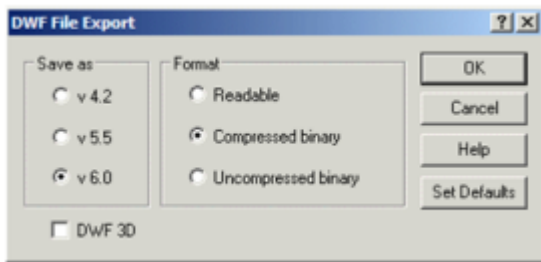 DWF File Export
Save as
v 4.2
v 5.5
v 6.0
Format
Readable
Compressed binary
Uncompressed binary
DWF 3D
OK
Cancel
Help
Set Defaults